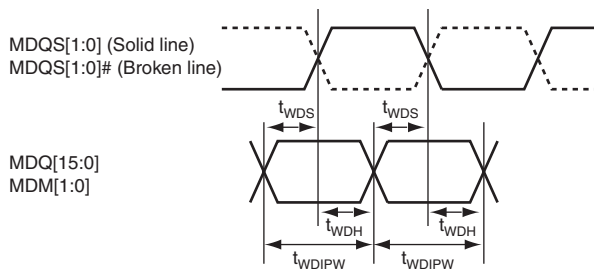 MDQS[1:0] (Solid line)
MDQS[1:0]# (Broken line)
tWDS tWDS
MDQ[15:0]
MDM[1:0]
tWDH tWDH
tWDIPW tWDIPW